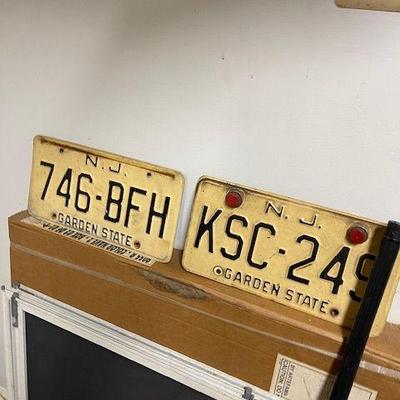 N.J.
746-BFH
GARDEN STATE
N.J.
KSC-249
GARDEN STATE